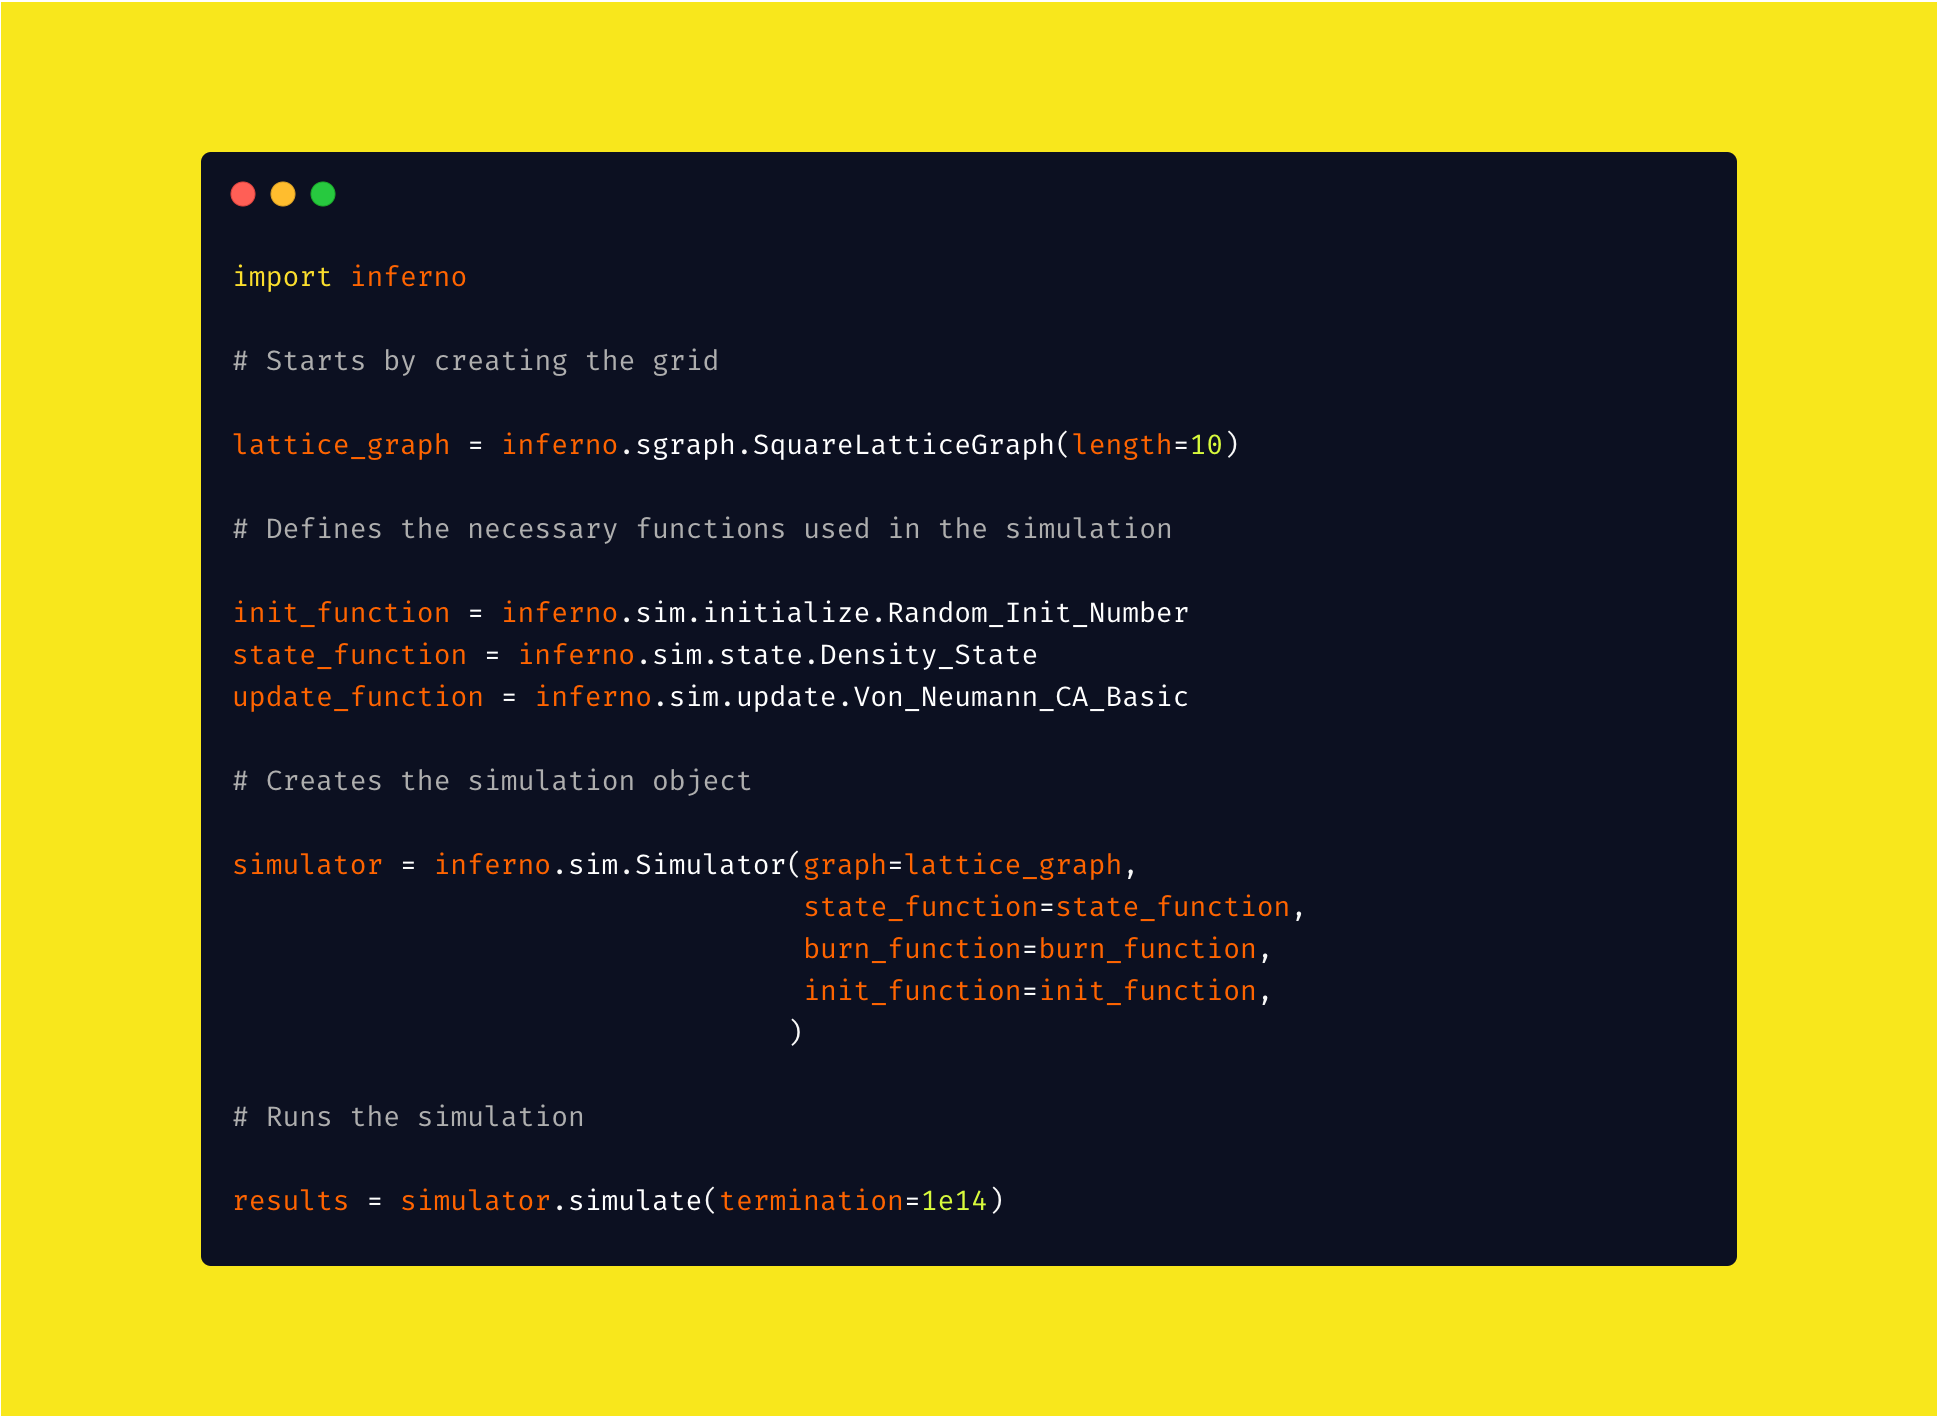 import inferno
# Starts by creating the grid
lattice_graph = inferno.sgraph.SquareLatticeGraph(length=10)
# Defines the necessary functions used in the simulation
init_function = inferno.sim.initialize.Random_Init_Number
state_function = inferno.sim.state.Density_State
update_function = inferno.sim.update.Von_Neumann_CA_Basic
# Creates the simulation object
simulator = inferno.sim.Simulator(graph=lattice_graph,
state_function=state_function,
burn_function=burn_function,
init_function=init_function,
)
# Runs the simulation
results = simulator.simulate(termination=1e14)